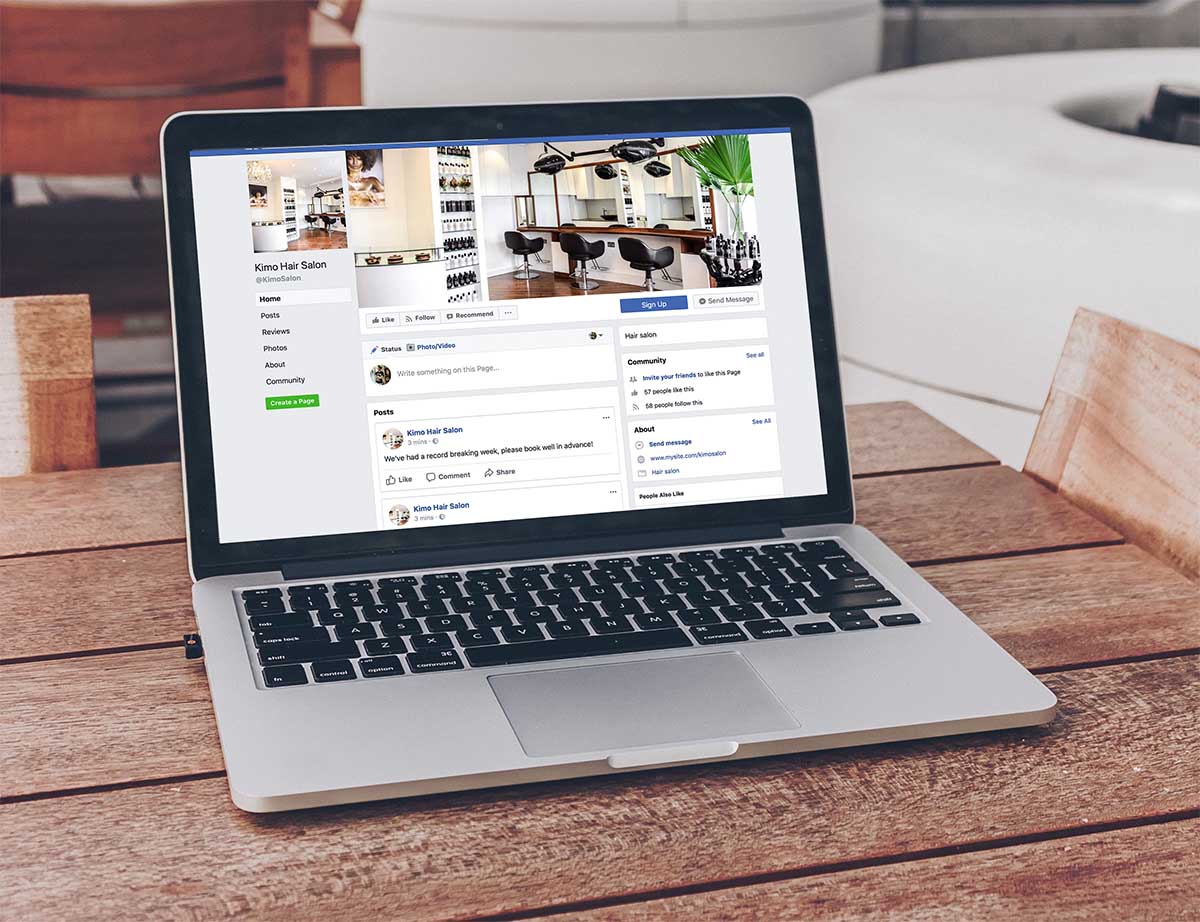 Kimo Hair Salon
@KimoSalon
Home
Posts
Reviews
Photos
About
Community
Create a Page
Like
Follow
Recommend
Sign Up
Send Message
Status
Photo/Video
Write something on this Page...
Posts
Kimo Hair Salon
3 mins
We've had a record breaking week, please book well in advance!
Like
Comment
Share
Kimo Hair Salon
3 mins
Hair salon
Community
See all
Invite your friends to like this Page
57 people like this
58 people follow this
About
See All
Send message
www.mysite.com/kimosalon
Hair salon
People Also Like
tab
Q W E R T Y U
return
caps lock
shift
Z X C V B N M
shift
fn
control
option
command
command
option